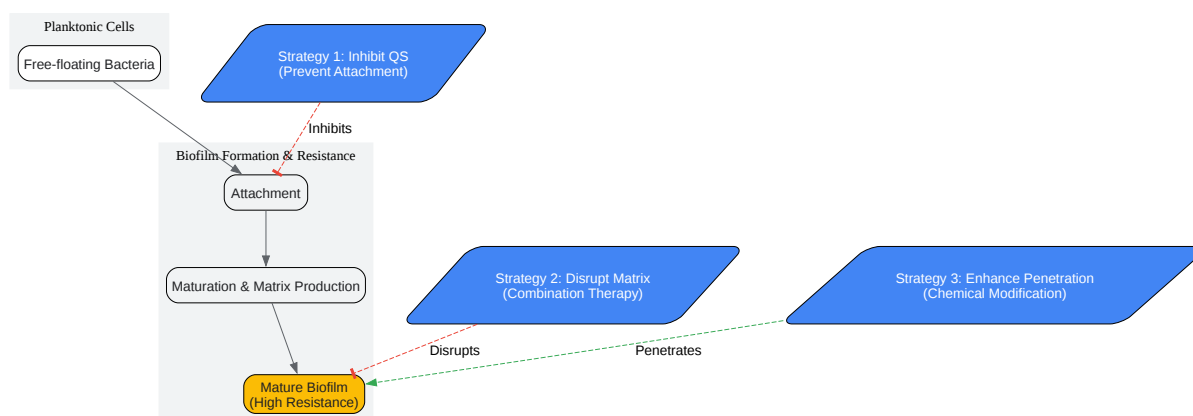 Planktonic Cells
Free-floating Bacteria
Strategy 1: Inhibit QS
(Prevent Attachment)
Inhibits
Biofilm Formation & Resistance
Attachment
Maturation & Matrix Production
Strategy 2: Disrupt Matrix
(Combination Therapy)
Strategy 3: Enhance Penetration
(Chemical Modification)
Disrupts
Penetrates
Mature Biofilm
(High Resistance)